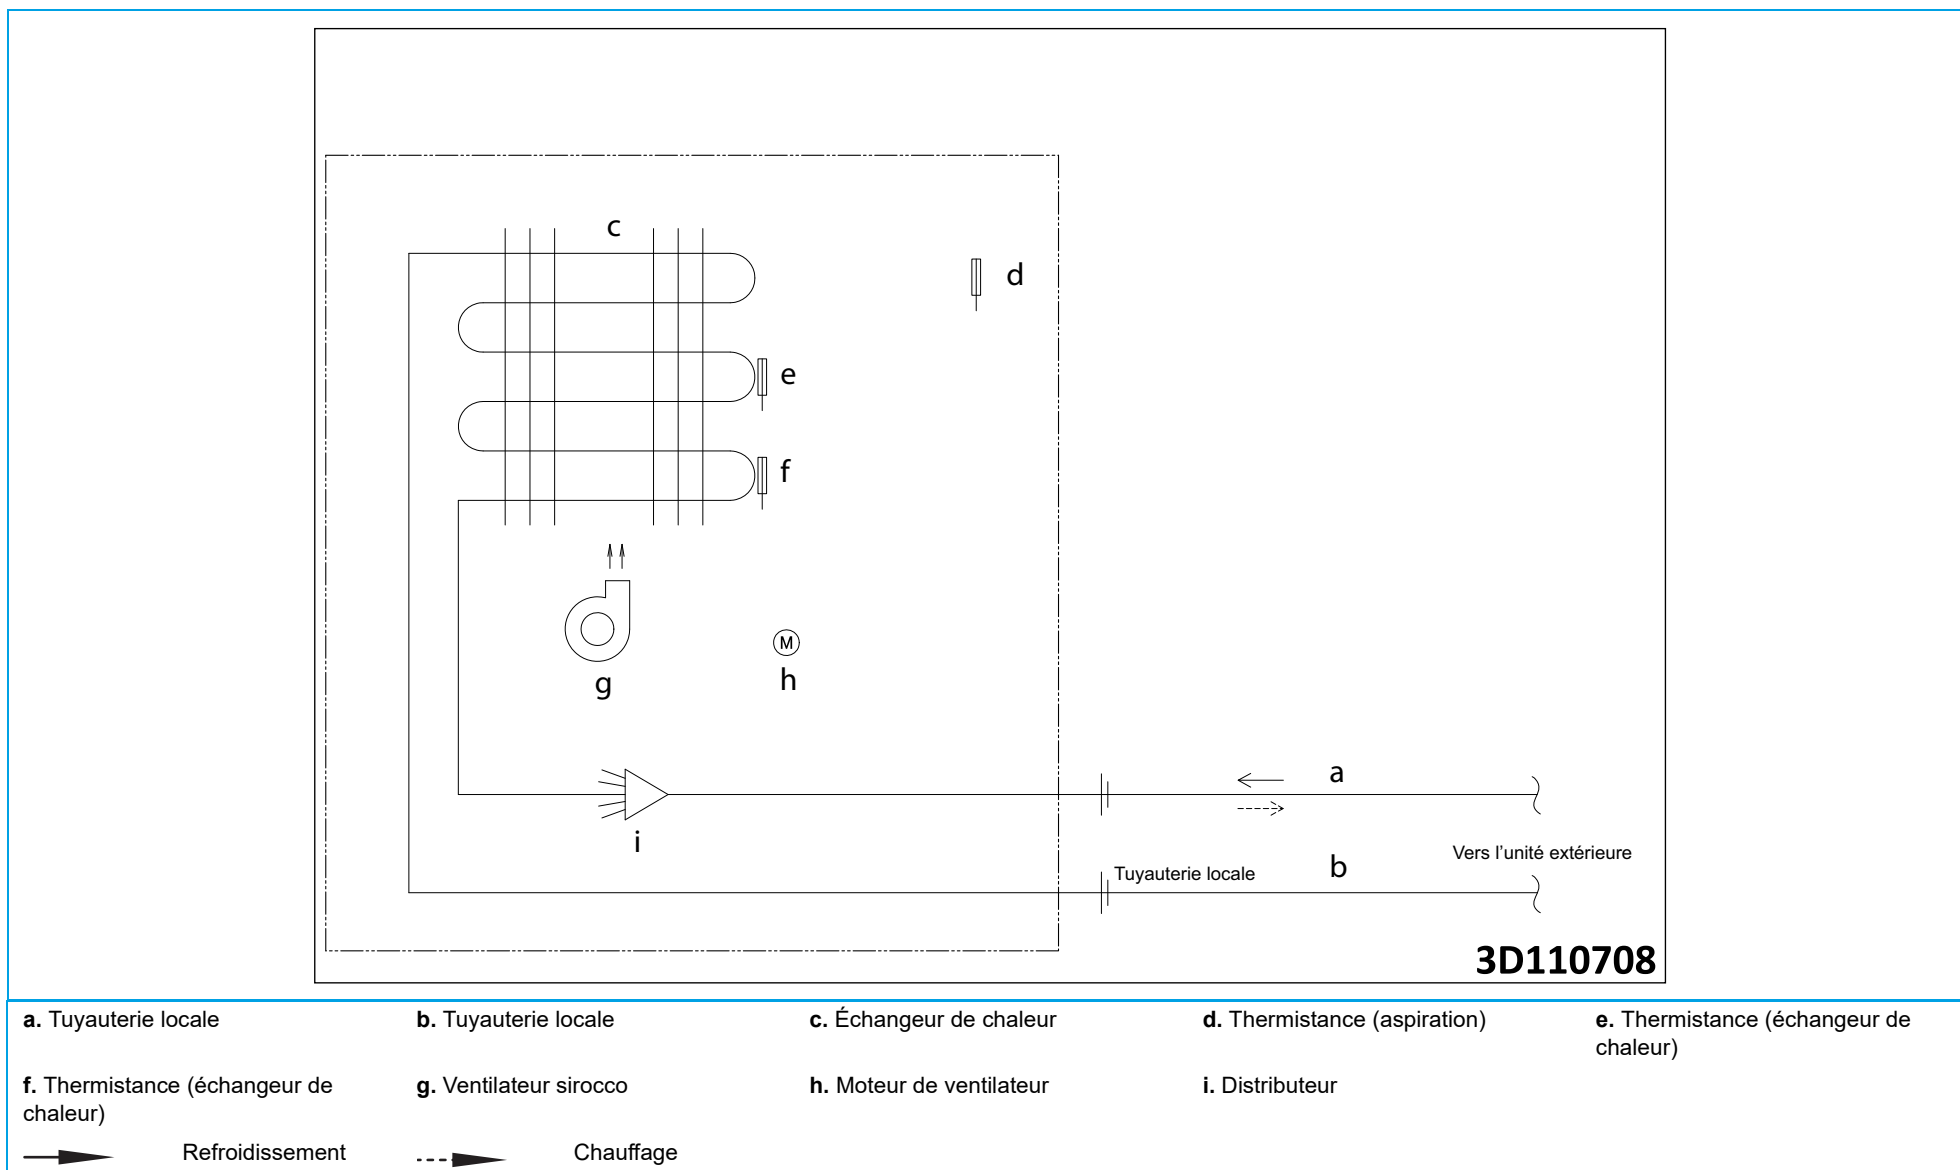 c
d
e
f
g
M
h
a
i
Vers l’unité extérieure
Tuyauterie locale
b
3D110708
a. Tuyauterie locale
b. Tuyauterie locale
c. Échangeur de chaleur
d. Thermistance (aspiration)
e. Thermistance (échangeur de
chaleur)
f. Thermistance (échangeur de
chaleur)
g. Ventilateur sirocco
h. Moteur de ventilateur
i. Distributeur
Refroidissement
Chauffage